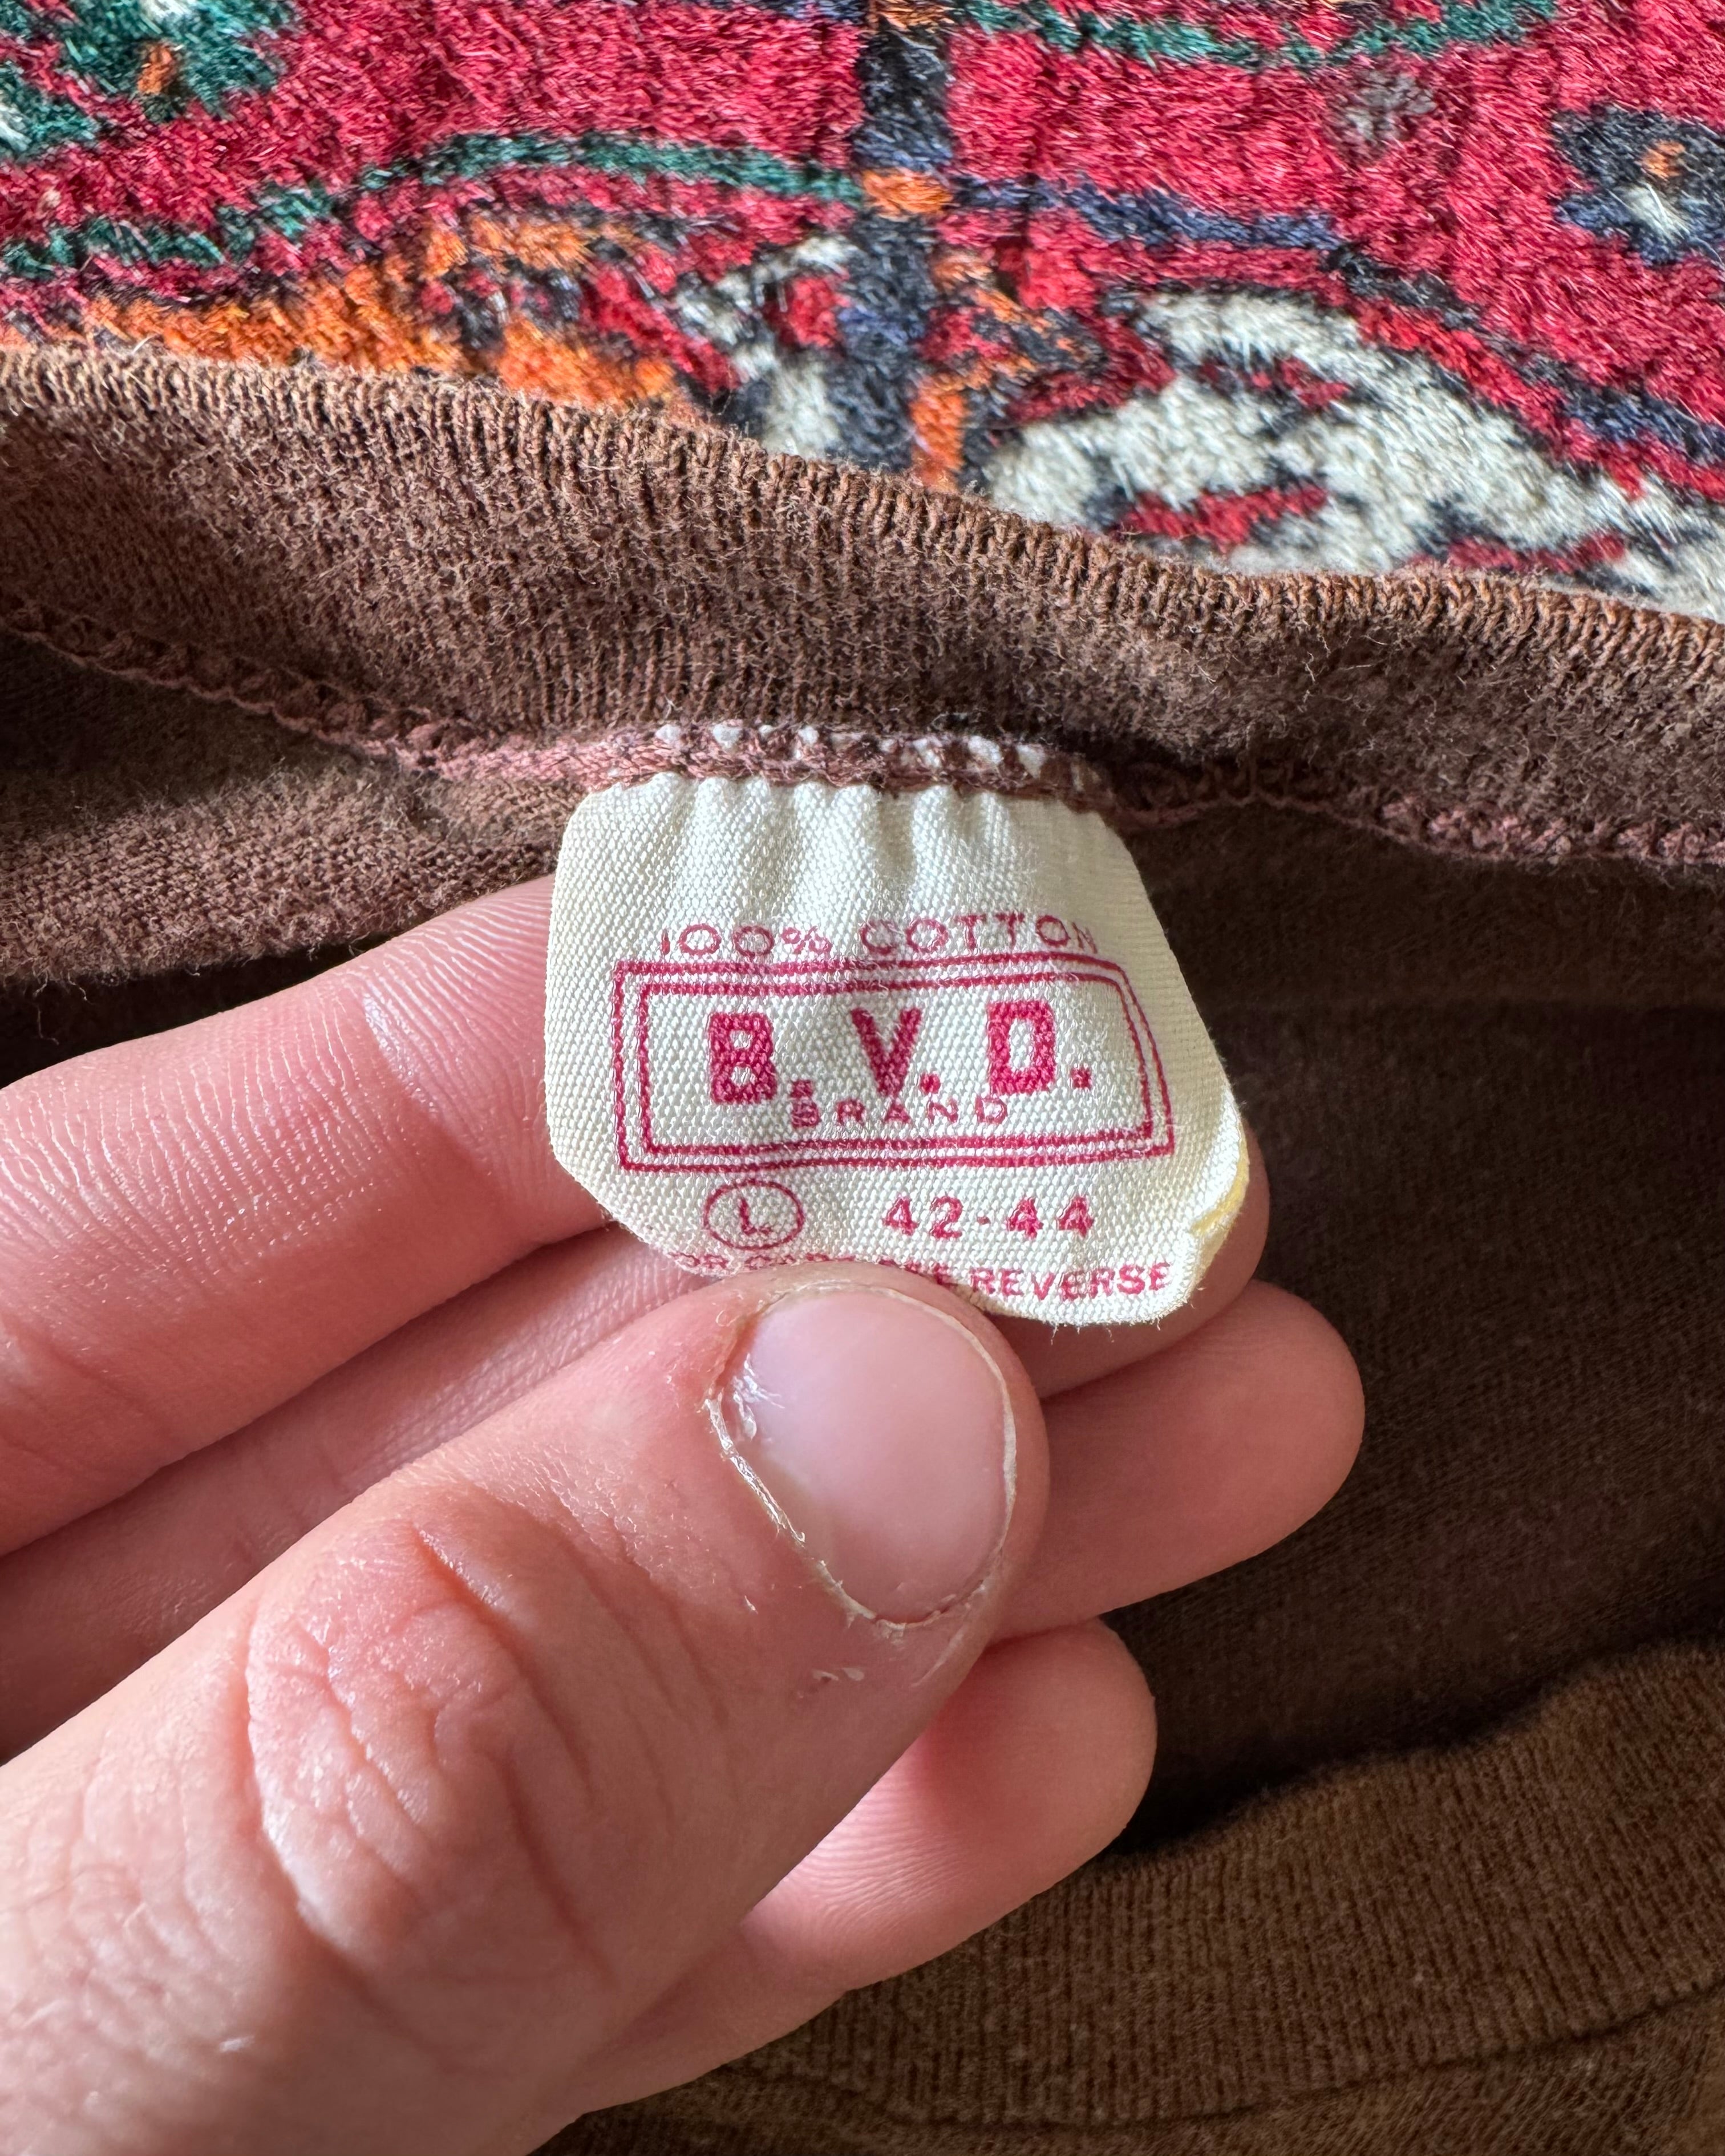 100% COTTON
B.V.D.
BRAND
L 42-44
REVERSE